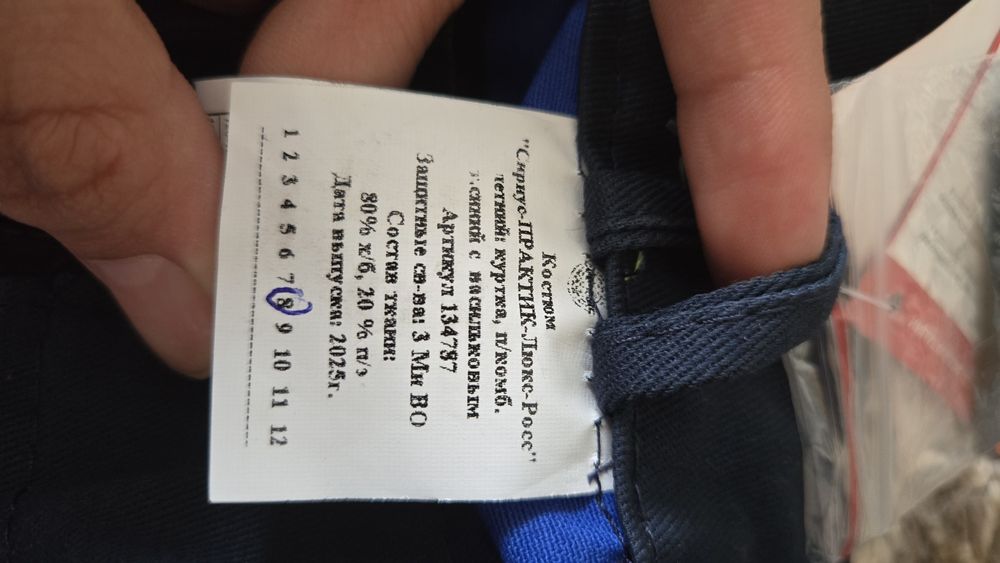 Костюм
"Сириус-ПРАКТИК-Люкс-Росс"
летний: куртка, п/комб.
т.синий с васильковым
Артикул 134787
Защитные св-ва: З Ми ВО
Состав ткани:
80% х/б, 20 % п/э
Дата выпуска: 2025г.
1 2 3 4 5 6 7 8 9 10 11 12